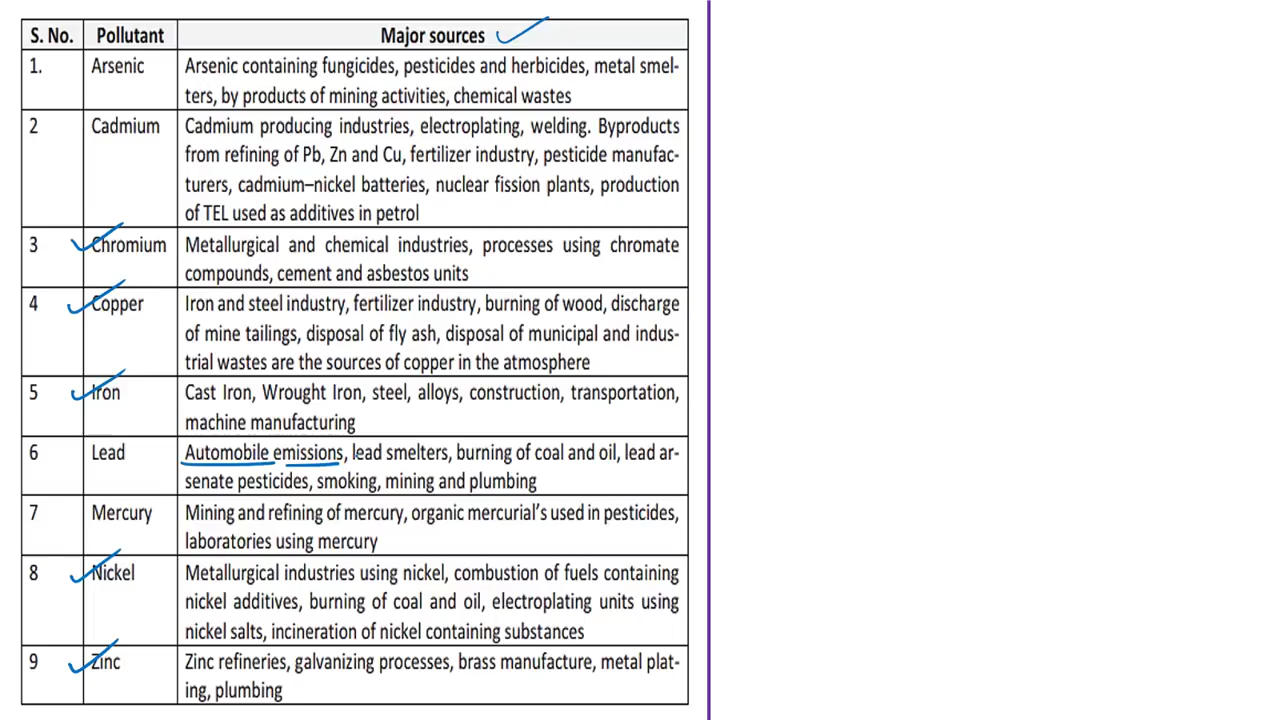 S. No. Pollutant Major sources
1. Arsenic Arsenic containing fungicides, pesticides and herbicides, metal smel-
ters, by products of mining activities, chemical wastes
2 Cadmium Cadmium producing industries, electroplating, welding. Byproducts
from refining of Pb, Zn and Cu, fertilizer industry, pesticide manufac-
turers, cadmium–nickel batteries, nuclear fission plants, production
of TEL used as additives in petrol
3 Chromium Metallurgical and chemical industries, processes using chromate
compounds, cement and asbestos units
4 Copper Iron and steel industry, fertilizer industry, burning of wood, discharge
of mine tailings, disposal of fly ash, disposal of municipal and indus-
trial wastes are the sources of copper in the atmosphere
5 Iron Cast Iron, Wrought Iron, steel, alloys, construction, transportation,
machine manufacturing
6 Lead Automobile emissions, lead smelters, burning of coal and oil, lead ar-
senate pesticides, smoking, mining and plumbing
7 Mercury Mining and refining of mercury, organic mercurial's used in pesticides,
laboratories using mercury
8 Nickel Metallurgical industries using nickel, combustion of fuels containing
nickel additives, burning of coal and oil, electroplating units using
nickel salts, incineration of nickel containing substances
9 Zinc Zinc refineries, galvanizing processes, brass manufacture, metal plat-
ing, plumbing